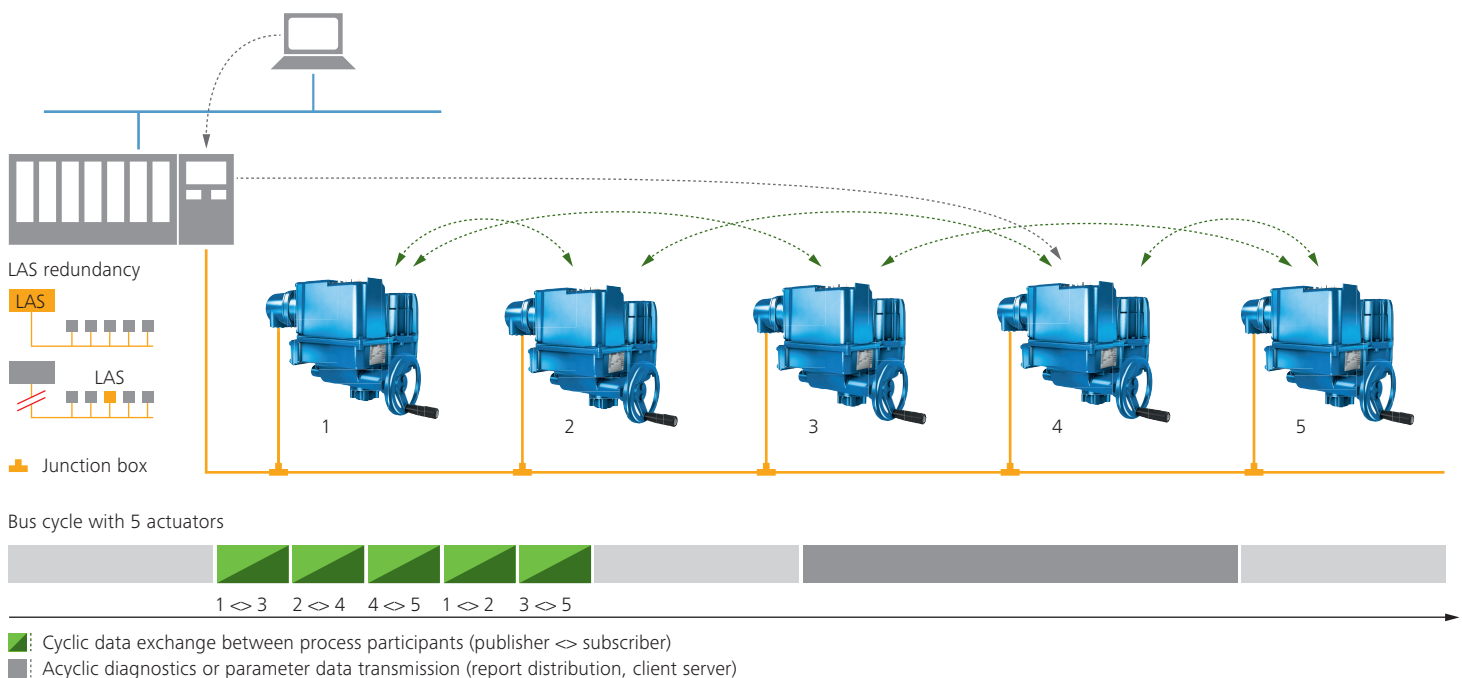 LAS redundancy
LAS
LAS
Junction box
1 2 3 4 5
Bus cycle with 5 actuators
1 <> 3 2 <> 4 4 <> 5 1 <> 2 3 <> 5
Cyclic data exchange between process participants (publisher <> subscriber)
Acyclic diagnostics or parameter data transmission (report distribution, client server)